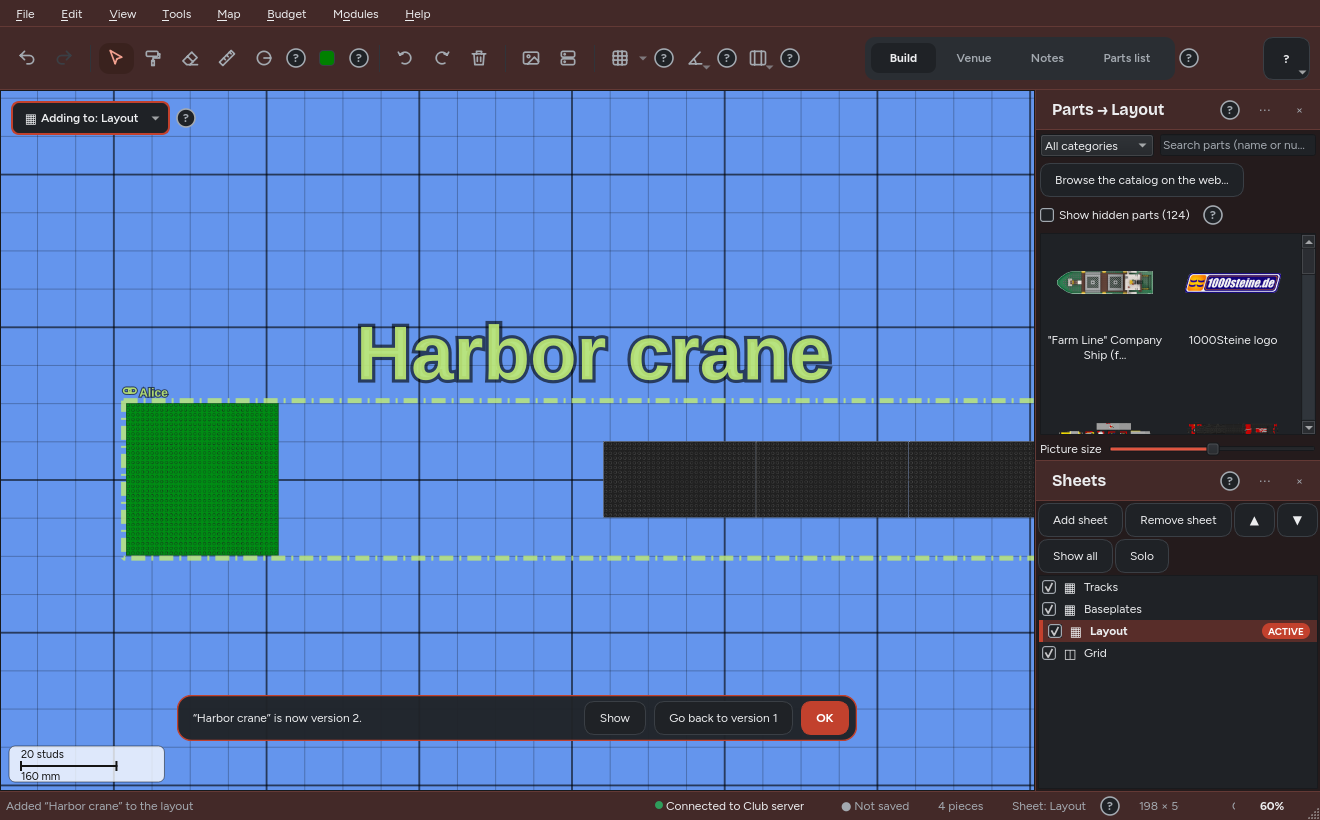 File Edit View Tools Map Budget Modules Help
? ? ? ? ? Build Venue Notes Parts list ? ?
Adding to: Layout ?
Parts → Layout ? ... ×
All categories Search parts (name or nu...
Browse the catalog on the web...
Show hidden parts (124) ?
1000steine.de
"Farm Line" Company Ship (f...
1000Steine logo
Picture size
Harbor crane
Alice
Sheets ? ... ×
Add sheet Remove sheet ▲ ▼
Show all Solo
Tracks
Baseplates
Layout ACTIVE
Grid
“Harbor crane” is now version 2. Show Go back to version 1 OK
20 studs
160 mm
Added “Harbor crane” to the layout Connected to Club server Not saved 4 pieces Sheet: Layout ? 198 × 5 60%